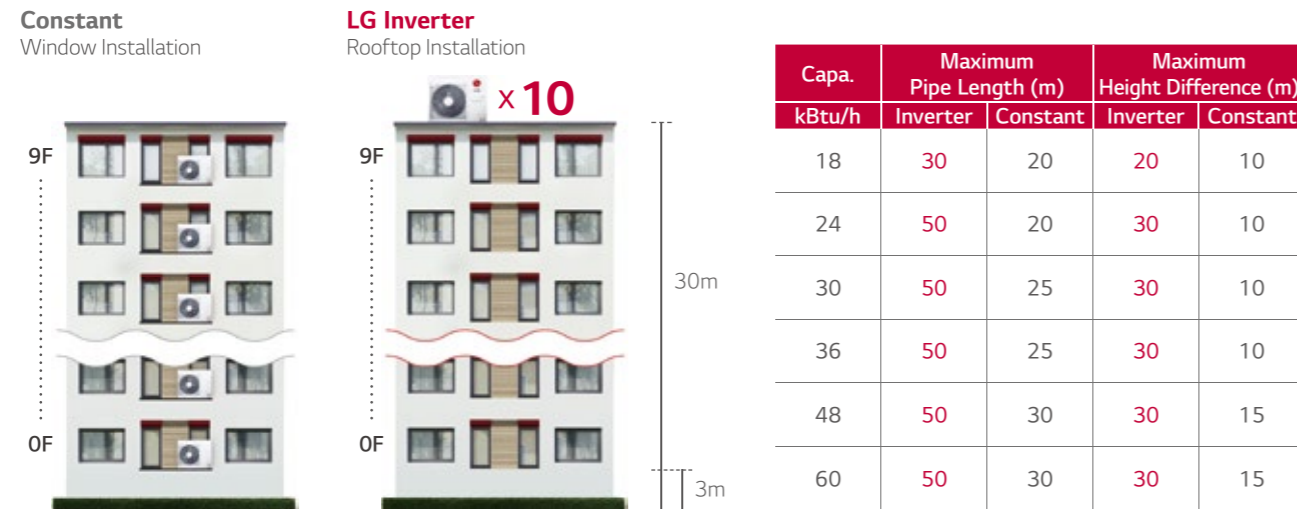 Constant
Window Installation
9F
0F
LG Inverter
Rooftop Installation
x 10
9F
0F
30m
3m
Capa. Maximum Pipe Length (m) Maximum Height Difference (m)
kBtu/h Inverter Constant Inverter Constant
18 30 20 20 10
24 50 20 30 10
30 50 25 30 10
36 50 25 30 10
48 50 30 30 15
60 50 30 30 15